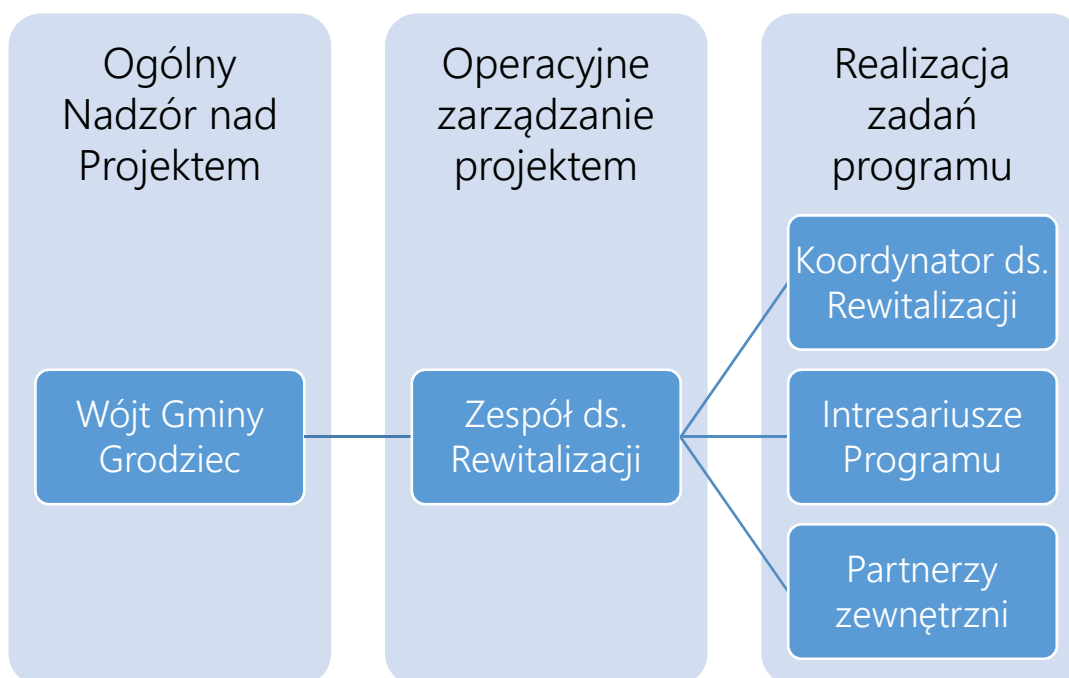 Ogólny
Nadzór nad
Projektem
Wójt Gminy
Grodziec
Operacyjne
zarządzanie
projektem
Zespół ds.
Rewitalizacji
Realizacja
zadań
programu
Koordynator ds.
Rewitalizacji
Intresariusze
Programu
Partnerzy
zewnętrzni